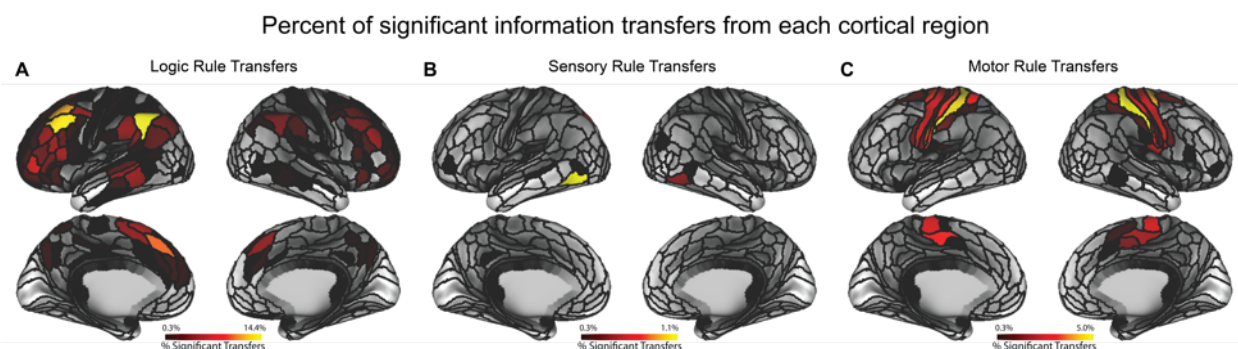 Percent of significant information transfers from each cortical region
A Logic Rule Transfers
B Sensory Rule Transfers
C Motor Rule Transfers
0.3% 14.4%
% Significant Transfers
0.3% 1.1%
% Significant Transfers
0.3% 5.0%
% Significant Transfers